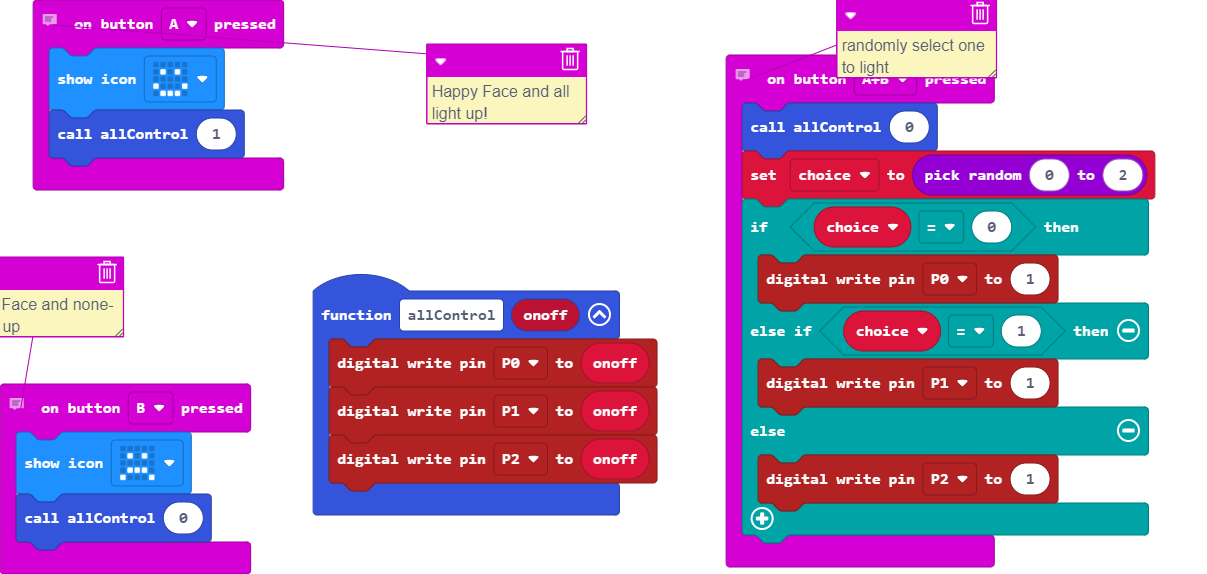 on button A pressed
show icon
call allControl 1
Happy Face and all
light up!
Face and none-
up
on button B pressed
show icon
call allControl 0
function allControl onoff
digital write pin P0 to onoff
digital write pin P1 to onoff
digital write pin P2 to onoff
randomly select one
to light
on button A+B pressed
call allControl 0
set choice to pick random 0 to 2
if choice = 0 then
digital write pin P0 to 1
else if choice = 1 then
digital write pin P1 to 1
else
digital write pin P2 to 1